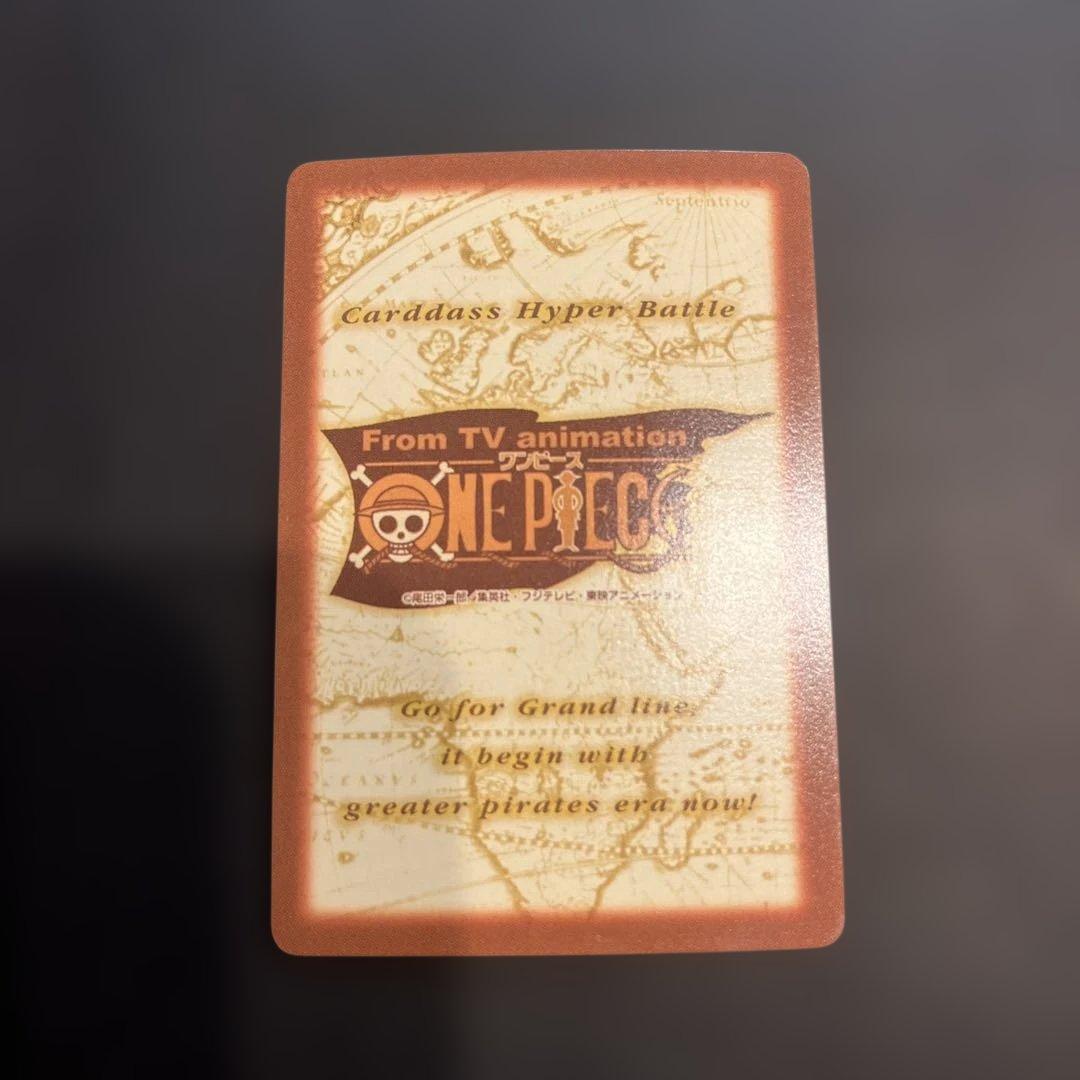 Septentrio
Carddass Hyper Battle
From TV animation
ワンピース
ONE PIECE
©尾田栄一郎/集英社・フジテレビ・東映アニメーション
Go for Grand line,
it begin with
greater pirates era now!